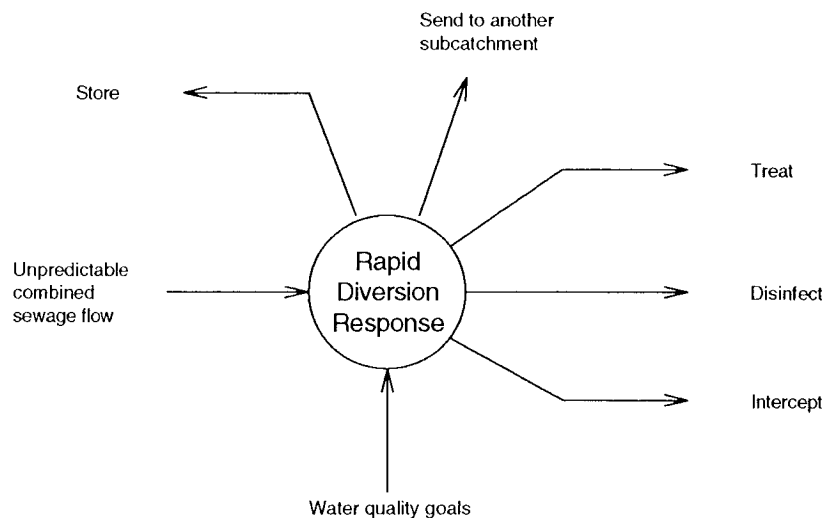 Send to another
subcatchment
Store
Treat
Unpredictable
combined
sewage flow
Rapid
Diversion
Response
Disinfect
Intercept
Water quality goals